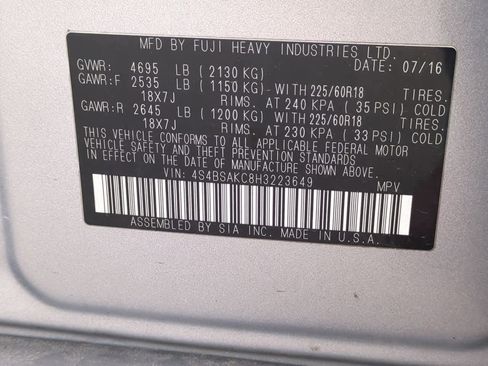 MFD BY FUJI HEAVY INDUSTRIES LTD.
GVWR: 4695 LB (2130 KG) DATE: 07/16
GAWR:F 2535 LB (1150 KG)-WITH 225/60R18 TIRES.
18X7J RIMS. AT 240 KPA (35 PSI) COLD
GAWR:R 2645 LB (1200 KG)-WITH 225/60R18 TIRES.
18X7J RIMS. AT 230 KPA (33 PSI) COLD
THIS VEHICLE CONFORMS TO ALL APPLICABLE FEDERAL MOTOR
VEHICLE SAFETY AND THEFT PREVENTION STANDARDS
IN EFFECT ON THE DATE OF MANUFACTURE SHOWN ABOVE.
VIN: 4S4BSAKC8H3223649 MPV
ASSEMBLED BY SIA INC. MADE IN U.S.A.